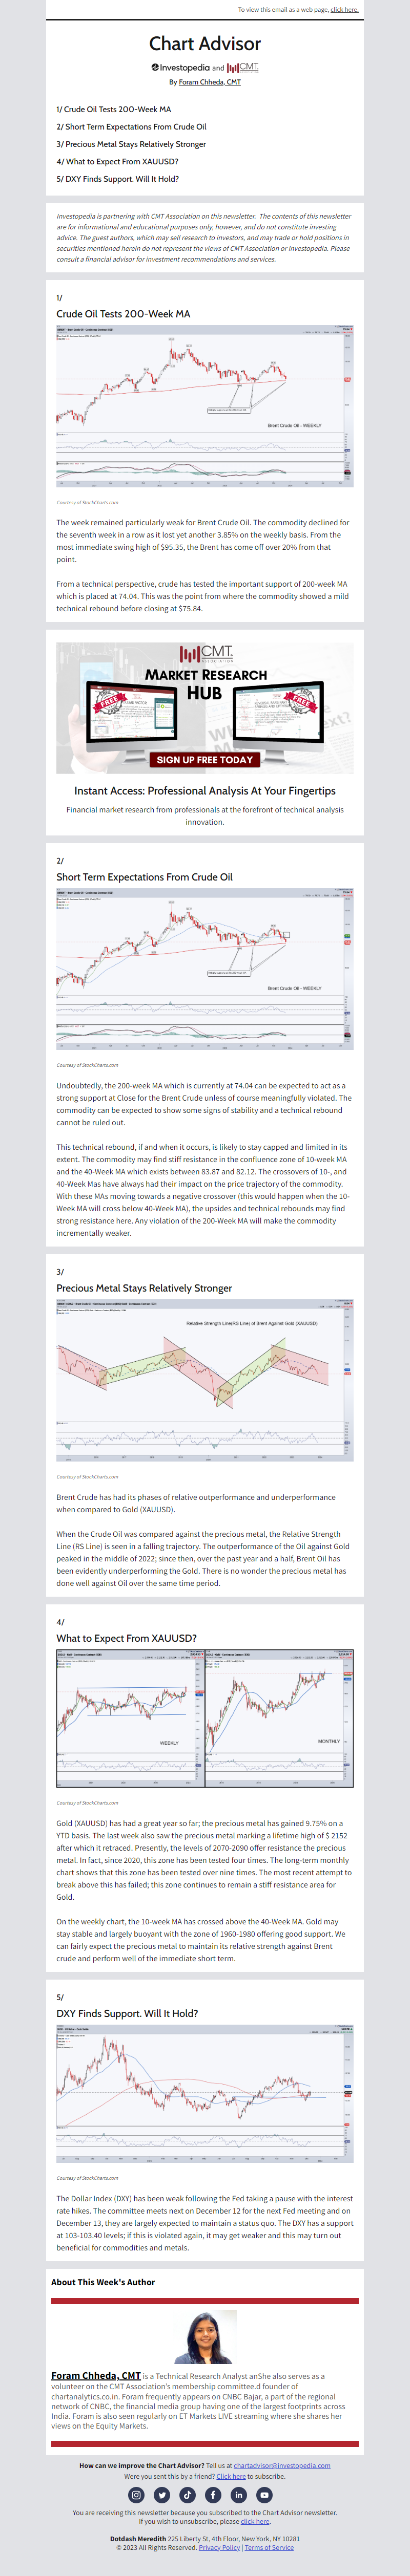 To view this email as a web page, click here.
Chart Advisor
Investopedia and CMT
By Foram Chheda, CMT
1/ Crude Oil Tests 200-Week MA
2/ Short Term Expectations From Crude Oil
3/ Precious Metal Stays Relatively Stronger
4/ What to Expect From XAUUSD?
5/ DXY Finds Support. Will It Hold?
Investopedia is partnering with CMT Association on this newsletter. The contents of this newsletter
are for informational and educational purposes only, however, and do not constitute investing
advice. The guest authors, which may sell research to investors, and may trade or hold positions in
securities mentioned herein do not represent the views of CMT Association or Investopedia. Please
consult a financial advisor for investment recommendations and services.
1/
Crude Oil Tests 200-Week MA
Brent Crude Oil - WEEKLY
Courtesy of StockCharts.com
The week remained particularly weak for Brent Crude Oil. The commodity declined for
the seventh week in a row as it lost yet another 3.85% on the weekly basis. From the
most immediate swing high of $95.35, the Brent has come off over 20% from that
point.
From a technical perspective, crude has tested the important support of 200-week MA
which is placed at 74.04. This was the point from where the commodity showed a mild
technical rebound before closing at $75.84.
CMT
ASSOCIATION
MARKET RESEARCH
HUB
FREE
FREE
SIGN UP FREE TODAY
Instant Access: Professional Analysis At Your Fingertips
Financial market research from professionals at the forefront of technical analysis
innovation.
2/
Short Term Expectations From Crude Oil
Brent Crude Oil - WEEKLY
Courtesy of StockCharts.com
Undoubtedly, the 200-week MA which is currently at 74.04 can be expected to act as a
strong support at Close for the Brent Crude unless of course meaningfully violated. The
commodity can be expected to show some signs of stability and a technical rebound
cannot be ruled out.
This technical rebound, if and when it occurs, is likely to stay capped and limited in its
extent. The commodity may find stiff resistance in the confluence zone of 10-week MA
and the 40-Week MA which exists between 83.87 and 82.12. The crossovers of 10-, and
40-Week Mas have always had their impact on the price trajectory of the commodity.
With these MAs moving towards a negative crossover (this would happen when the 10-
Week MA will cross below 40-Week MA), the upsides and technical rebounds may find
strong resistance here. Any violation of the 200-Week MA will make the commodity
incrementally weaker.
3/
Precious Metal Stays Relatively Stronger
Relative Strength Line(RS Line) of Brent Against Gold (XAUUSD)
Courtesy of StockCharts.com
Brent Crude has had its phases of relative outperformance and underperformance
when compared to Gold (XAUUSD).
When the Crude Oil was compared against the precious metal, the Relative Strength
Line (RS Line) is seen in a falling trajectory. The outperformance of the Oil against Gold
peaked in the middle of 2022; since then, over the past year and a half, Brent Oil has
been evidently underperforming the Gold. There is no wonder the precious metal has
done well against Oil over the same time period.
4/
What to Expect From XAUUSD?
WEEKLY
MONTHLY
Courtesy of StockCharts.com
Gold (XAUUSD) has had a great year so far; the precious metal has gained 9.75% on a
YTD basis. The last week also saw the precious metal marking a lifetime high of $ 2152
after which it retraced. Presently, the levels of 2070-2090 offer resistance the precious
metal. In fact, since 2020, this zone has been tested four times. The long-term monthly
chart shows that this zone has been tested over nine times. The most recent attempt to
break above this has failed; this zone continues to remain a stiff resistance area for
Gold.
On the weekly chart, the 10-week MA has crossed above the 40-Week MA. Gold may
stay stable and largely buoyant with the zone of 1960-1980 offering good support. We
can fairly expect the precious metal to maintain its relative strength against Brent
crude and perform well of the immediate short term.
5/
DXY Finds Support. Will It Hold?
Courtesy of StockCharts.com
The Dollar Index (DXY) has been weak following the Fed taking a pause with the interest
rate hikes. The committee meets next on December 12 for the next Fed meeting and on
December 13, they are largely expected to maintain a status quo. The DXY has a support
at 103-103.40 levels; if this is violated again, it may get weaker and this may turn out
beneficial for commodities and metals.
About This Week's Author
Foram Chheda, CMT is a Technical Research Analyst anShe also serves as a
volunteer on the CMT Association's membership committee.d founder of
chartanalytics.co.in. Foram frequently appears on CNBC Bajar, a part of the regional
network of CNBC, the financial media group having one of the largest footprints across
India. Foram is also seen regularly on ET Markets LIVE streaming where she shares her
views on the Equity Markets.
How can we improve the Chart Advisor? Tell us at chartadvisor@investopedia.com
Were you sent this by a friend? Click here to subscribe.
You are receiving this newsletter because you subscribed to the Chart Advisor newsletter.
If you wish to unsubscribe, please click here.
Dotdash Meredith 225 Liberty St, 4th Floor, New York, NY 10281
© 2023 All Rights Reserved. Privacy Policy | Terms of Service